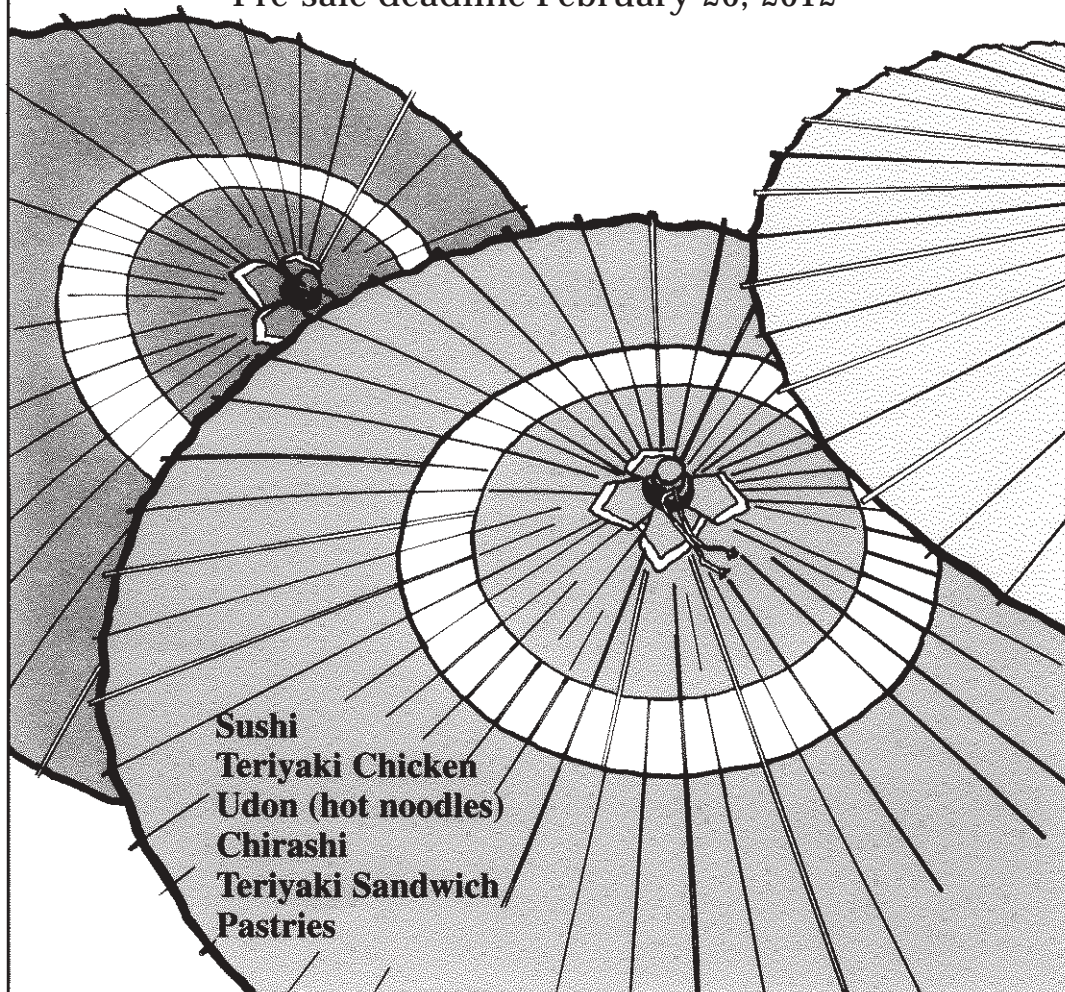 Pre-sale deadline February 2012
Sushi
Teriyaki Chicken
Udon (hot noodles)
Chirashi
Teriyaki Sandwich
Pastries